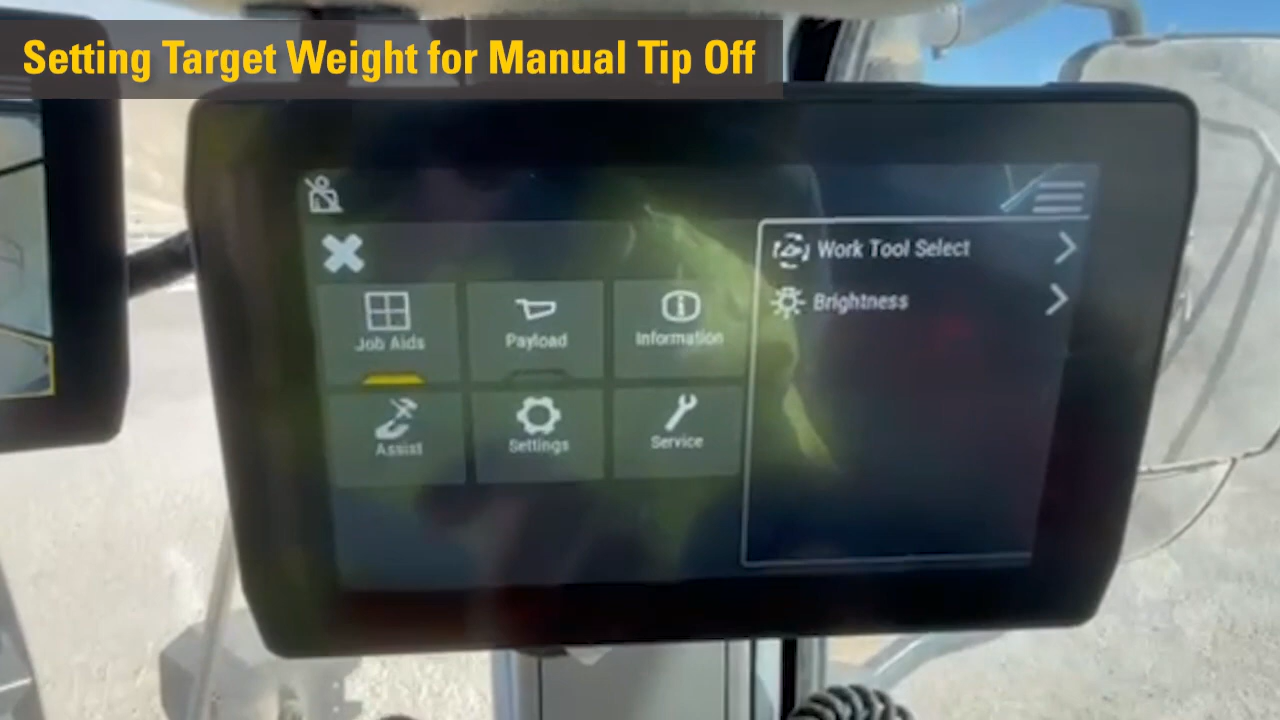 Setting Target Weight for Manual Tip Off
Work Tool Select
Brightness
Job Aids
Payload
Information
Assist
Settings
Service